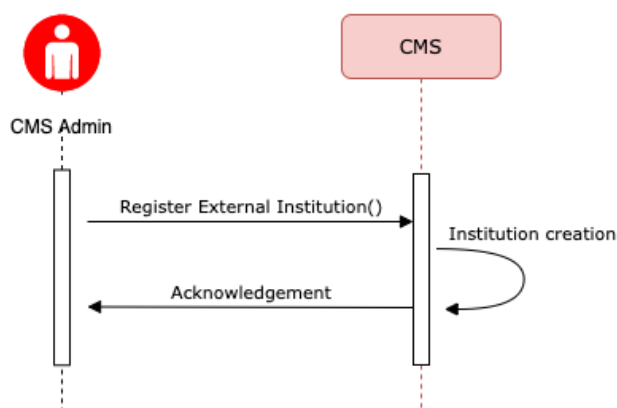 CMS
CMS Admin
Register External Institution()
Institution creation
Acknowledgement